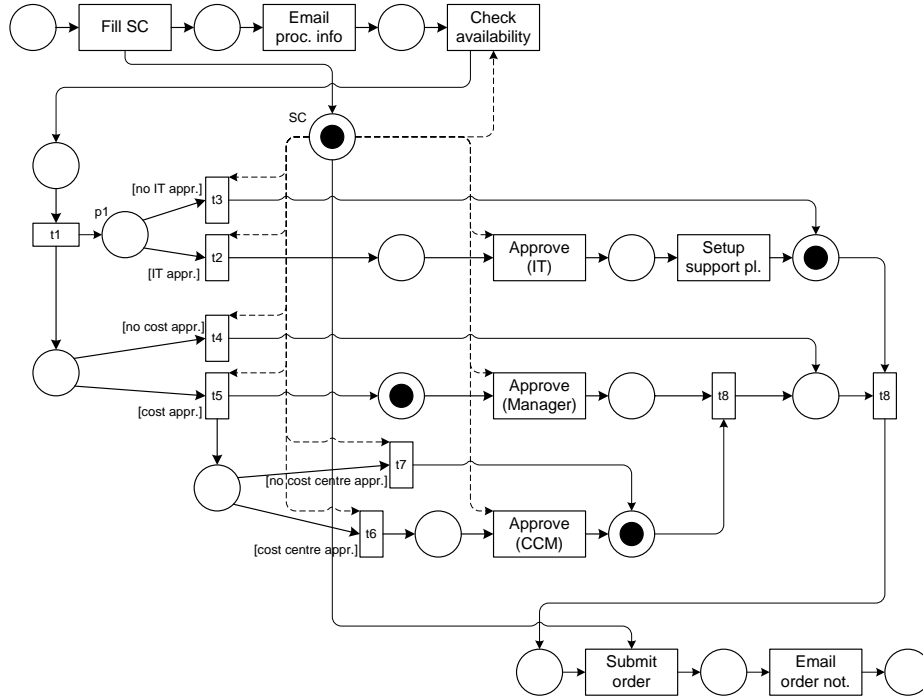 Fill SC
Email
proc. info
Check
availability
SC
[no IT appr.]
t3
p1
t1
t2
[IT appr.]
Approve
(IT)
Setup
support pl.
[no cost appr.]
t4
t5
[cost appr.]
Approve
(Manager)
t8
t8
t7
[no cost centre appr.]
t6
[cost centre appr.]
Approve
(CCM)
Submit
order
Email
order not.